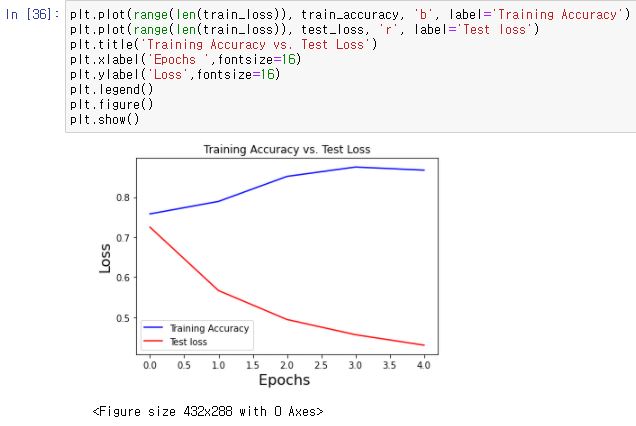 In [36]: plt.plot(range(len(train_loss)), train_accuracy, 'b', label='Training Accuracy')
plt.plot(range(len(train_loss)), test_loss, 'r', label='Test loss')
plt.title('Training Accuracy vs. Test Loss')
plt.xlabel('Epochs ',fontsize=16)
plt.ylabel('Loss',fontsize=16)
plt.legend()
plt.figure()
plt.show()
Training Accuracy vs. Test Loss
0.8
0.7
0.6
0.5
Loss
Training Accuracy
Test loss
0.0 0.5 1.0 1.5 2.0 2.5 3.0 3.5 4.0
Epochs
<Figure size 432x288 with 0 Axes>